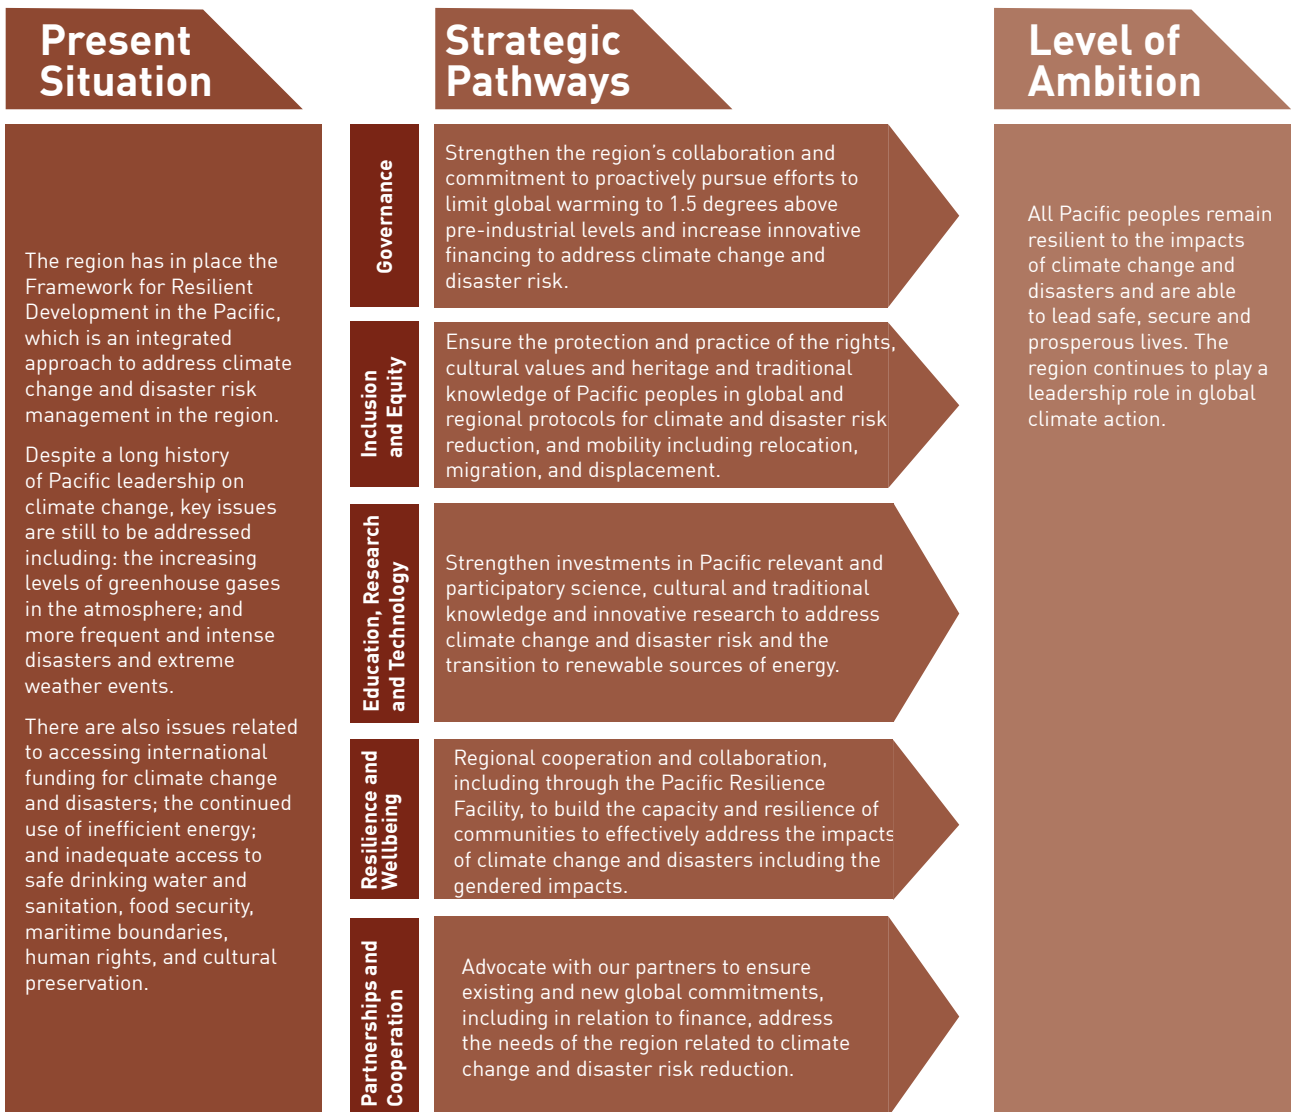 Present
Situation
The region has in place the
Framework for Resilient
Development in the Pacific,
which is an integrated
approach to address climate
change and disaster risk
management in the region.
Despite a long history
of Pacific leadership on
climate change, key issues
are still to be addressed
including: the increasing
levels of greenhouse gases
in the atmosphere; and
more frequent and intense
disasters and extreme
weather events.
There are also issues related
to accessing international
funding for climate change
and disasters; the continued
use of inefficient energy;
and inadequate access to
safe drinking water and
sanitation, food security,
maritime boundaries,
human rights, and cultural
preservation.
Strategic
Pathways
Governance
Strengthen the region’s collaboration and
commitment to proactively pursue efforts to
limit global warming to 1.5 degrees above
pre-industrial levels and increase innovative
financing to address climate change and
disaster risk.
Inclusion
and Equity
Ensure the protection and practice of the rights,
cultural values and heritage and traditional
knowledge of Pacific peoples in global and
regional protocols for climate and disaster risk
reduction, and mobility including relocation,
migration, and displacement.
Education, Research
and Technology
Strengthen investments in Pacific relevant and
participatory science, cultural and traditional
knowledge and innovative research to address
climate change and disaster risk and the
transition to renewable sources of energy.
Resilience and
Wellbeing
Regional cooperation and collaboration,
including through the Pacific Resilience
Facility, to build the capacity and resilience of
communities to effectively address the impacts
of climate change and disasters including the
gendered impacts.
Partnerships and
Cooperation
Advocate with our partners to ensure
existing and new global commitments,
including in relation to finance, address
the needs of the region related to climate
change and disaster risk reduction.
Level of
Ambition
All Pacific peoples remain
resilient to the impacts
of climate change and
disasters and are able
to lead safe, secure and
prosperous lives. The
region continues to play a
leadership role in global
climate action.